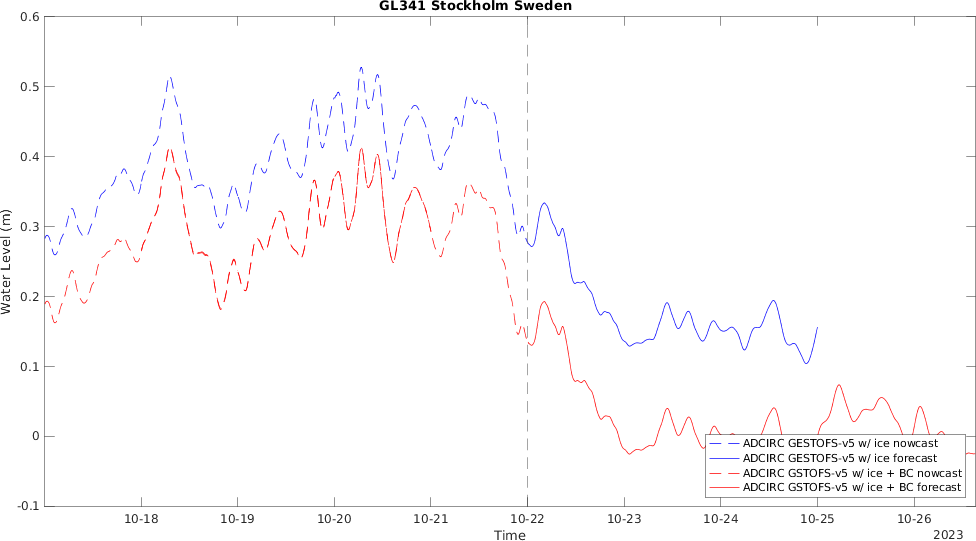 GL341 Stockholm Sweden
0.6
0.5
0.4
0.3
0.2
0.1
0
-0.1
Water Level (m)
ADCIRC GESTOFS-v5 w/ ice nowcast
ADCIRC GESTOFS-v5 w/ ice forecast
ADCIRC GSTOFS-v5 w/ ice + BC nowcast
ADCIRC GSTOFS-v5 w/ ice + BC forecast
10-18 10-19 10-20 10-21 10-22 10-23 10-24 10-25 10-26
Time
2023